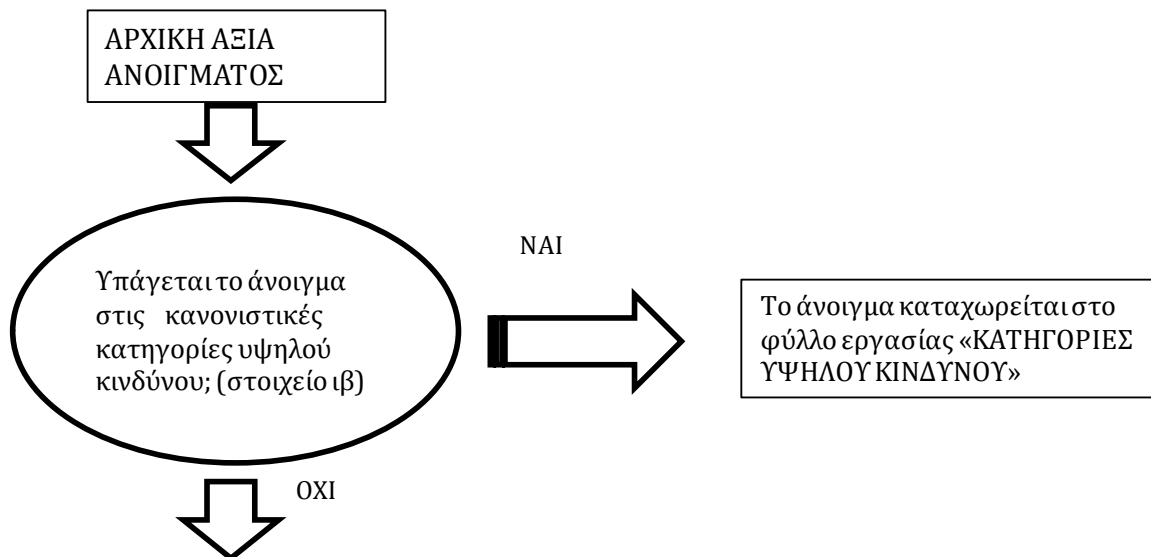 ΑΡΧΙΚΗ ΑΞΙΑ
ΑΝΟΙΓΜΑΤΟΣ
ΝΑΙ
Υπάγεται το άνοιγμα
στις κανονιστικές
κατηγορίες υψηλού
κινδύνου; (στοιχείο ιβ)
Το άνοιγμα καταχωρείται στο
φύλλο εργασίας «ΚΑΤΗΓΟΡΙΕΣ
ΥΨΗΛΟΥ ΚΙΝΔΥΝΟΥ»
ΟΧΙ